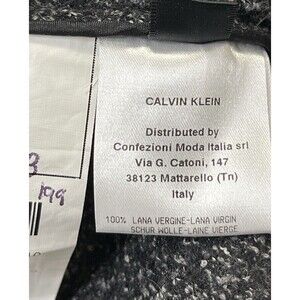 CALVIN KLEIN
Distributed by
Confezioni Moda Italia srl
Via G. Catoni, 147
38123 Mattarello (Tn)
Italy
100% LANA VERGINE-LANA VIRGIN
SCHUR WOLLE-LAINE VIERGE
199